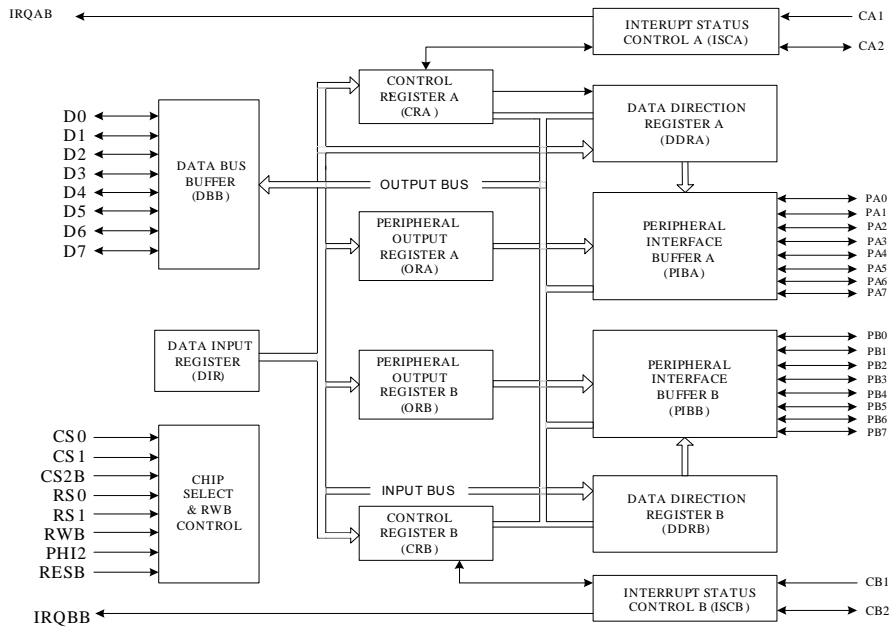 IRQAB
INTERUPT STATUS
CONTROL A (ISCA)
CA1
CA2
CONTROL
REGISTER A
(CRA)
DATA DIRECTION
REGISTER A
(DDRA)
D0
D1
D2
D3
D4
D5
D6
D7
DATA BUS
BUFFER
(DBB)
OUTPUT BUS
PERIPHERAL
OUTPUT
REGISTER A
(ORA)
PERIPHERAL
INTERFACE
BUFFER A
(PIBA)
PA0
PA1
PA2
PA3
PA4
PA5
PA6
PA7
DATA INPUT
REGISTER
(DIR)
PERIPHERAL
OUTPUT
REGISTER B
(ORB)
PERIPHERAL
INTERFACE
BUFFER B
(PIBB)
PB0
PB1
PB2
PB3
PB4
PB5
PB6
PB7
CS0
CS1
CS2B
RS0
RS1
RWB
PHI2
RESB
CHIP
SELECT
& RWB
CONTROL
INPUT BUS
CONTROL
REGISTER B
(CRB)
DATA DIRECTION
REGISTER B
(DDRB)
INTERRUPT STATUS
CONTROL B (ISCB)
CB1
CB2
IRQBB